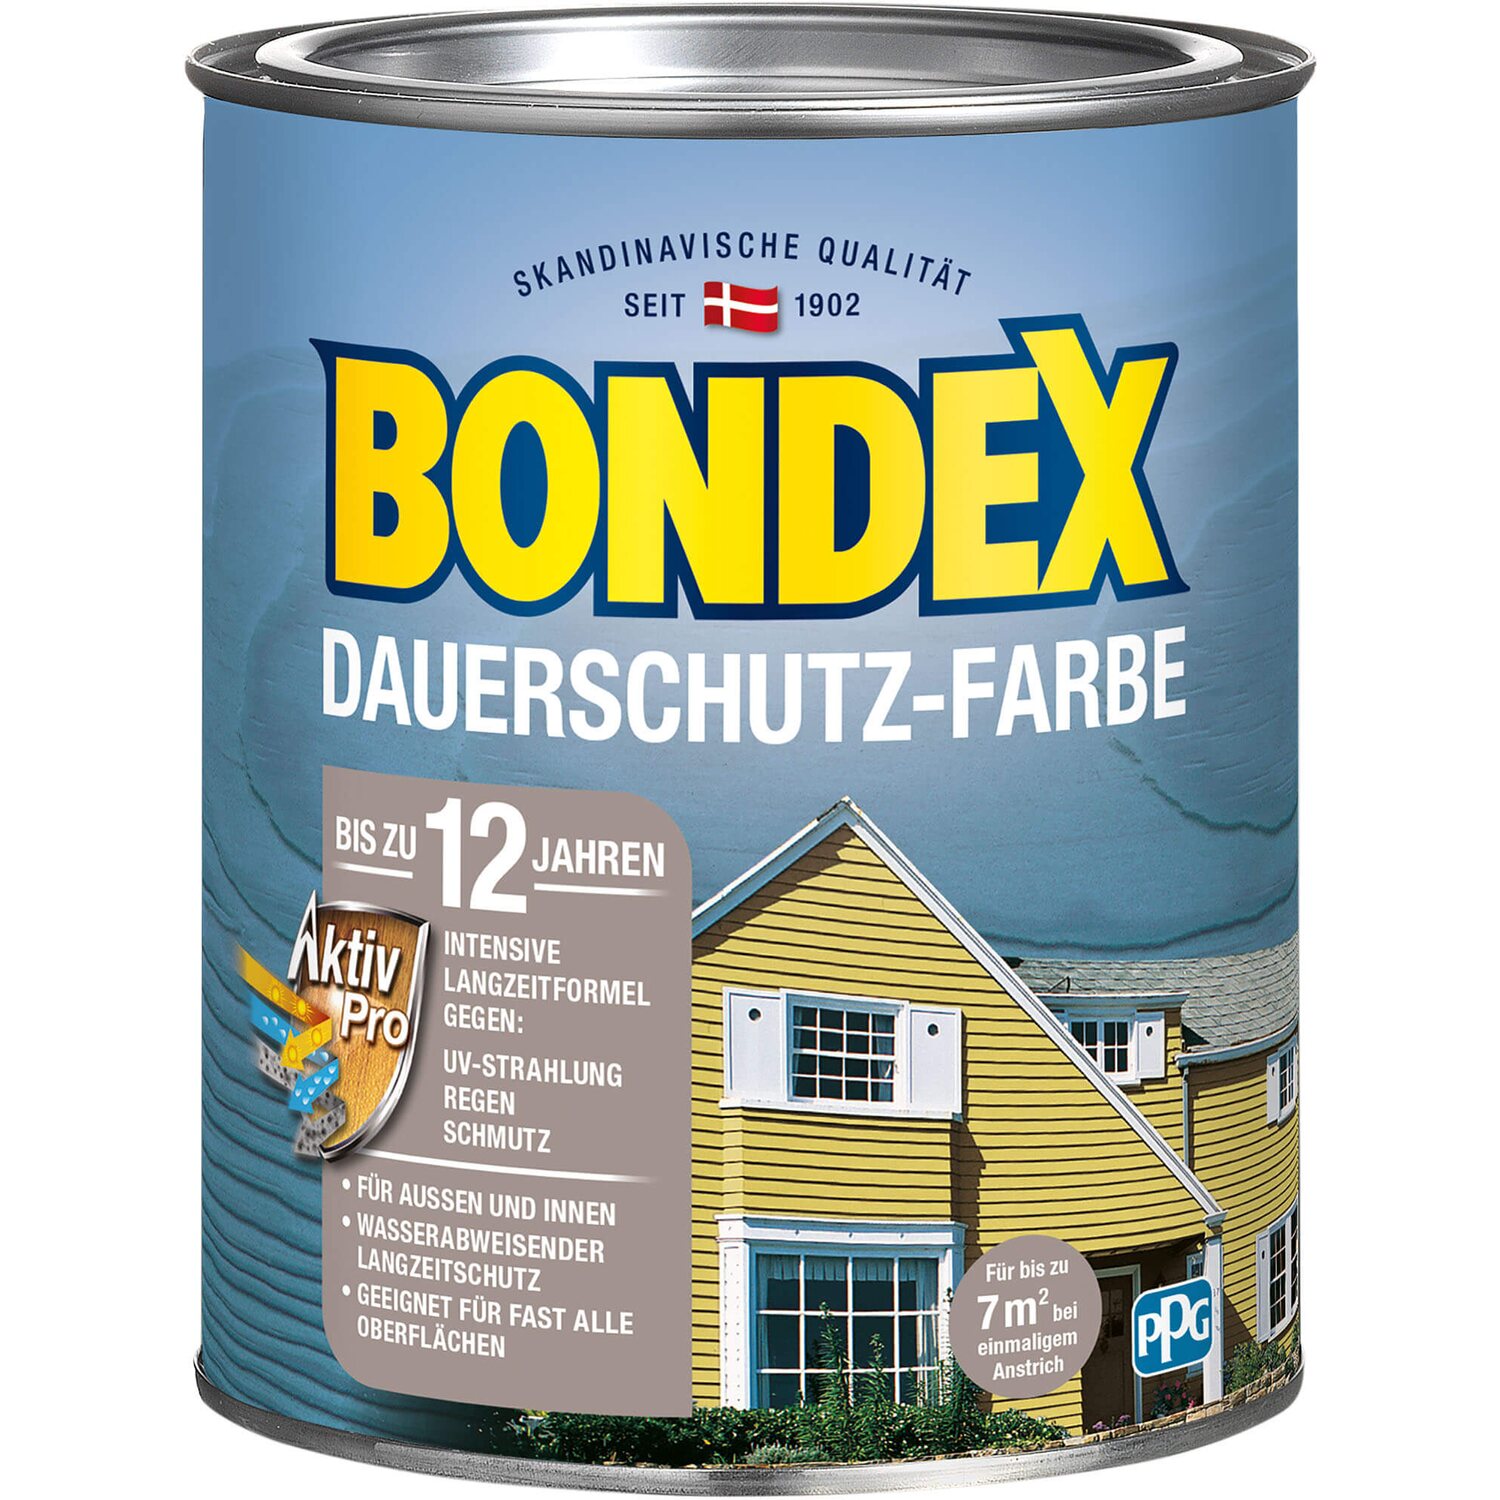 SKANDINAVISCHE QUALITÄT
SEIT 1902
BONDEX
DAUERSCHUTZ-FARBE
BIS ZU 12 JAHREN
Aktiv
Pro
INTENSIVE
LANGZEITFORMEL
GEGEN:
UV-STRAHLUNG
REGEN
SCHMUTZ
• FÜR AUSSEN UND INNEN
• WASSERABWEISENDER
LANGZEITSCHUTZ
• GEEIGNET FÜR FAST ALLE
OBERFLÄCHEN
Für bis zu
7 m² bei
einmaligem
Anstrich
PPG